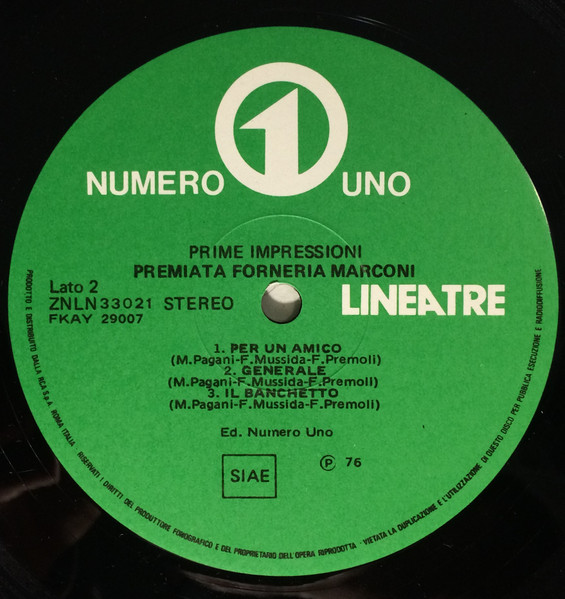 1
NUMERO UNO
PRIME IMPRESSIONI
PREMIATA FORNERIA MARCONI
Lato 2
ZNLN33021 STEREO
FKAY 29007
LINEATRE
1. PER UN AMICO
(M.Pagani-F.Mussida-F.Premoli)
2. GENERALE
(M.Pagani-F.Mussida-F.Premoli)
3. IL BANCHETTO
(M.Pagani-F.Mussida-F.Premoli)
Ed. Numero Uno
SIAE
Ⓟ 76
PRODOTTO E DISTRIBUITO DALLA RCA S.p.A. ROMA ITALIA · RISERVATI I DIRITTI DEL PRODUTTORE FONOGRAFICO E DEL PROPRIETARIO DELL'OPERA RIPRODOTTA · VIETATA LA DUPLICAZIONE E L'UTILIZZAZIONE DI QUESTO DISCO PER PUBBLICA ESECUZIONE E RADIODIFFUSIONE